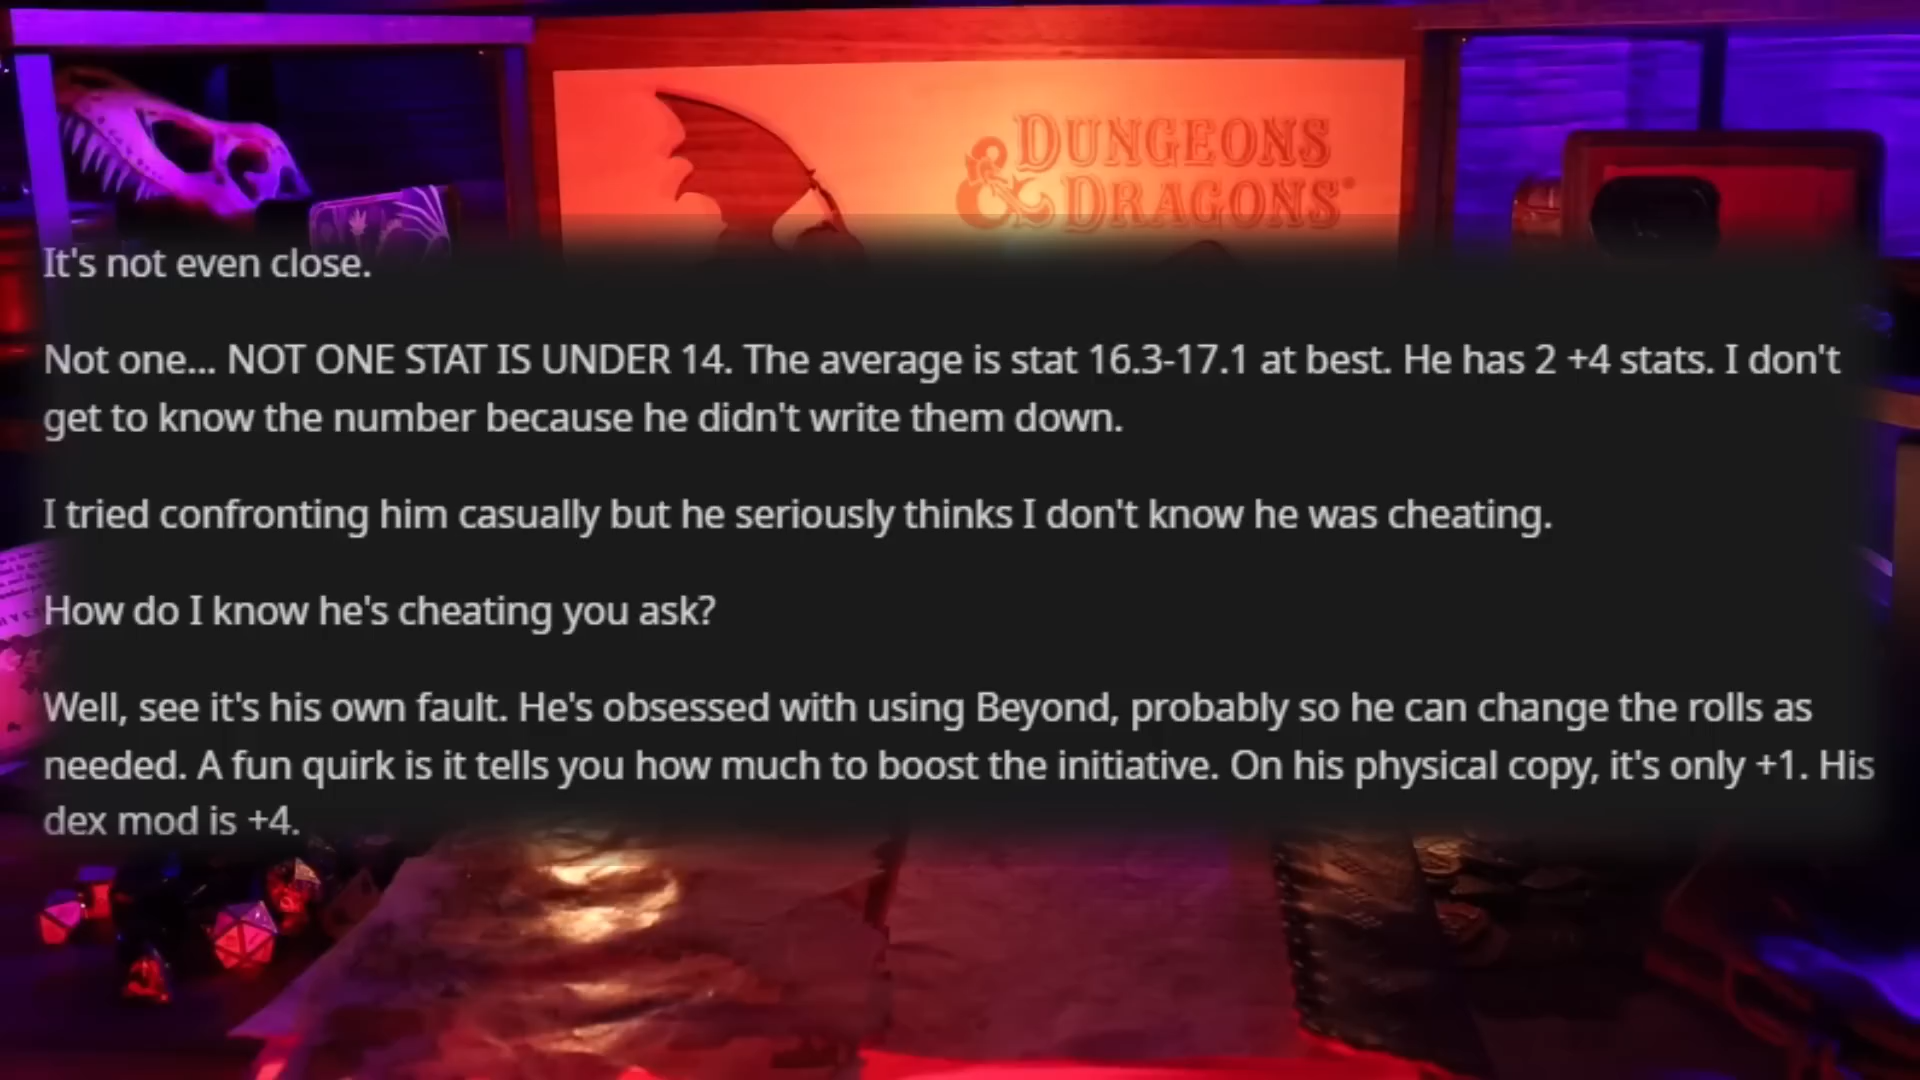 DUNGEONS
& DRAGONS
It's not even close.
Not one... NOT ONE STAT IS UNDER 14. The average is stat 16.3-17.1 at best. He has 2 +4 stats. I don't
get to know the number because he didn't write them down.
I tried confronting him casually but he seriously thinks I don't know he was cheating.
How do I know he's cheating you ask?
Well, see it's his own fault. He's obsessed with using Beyond, probably so he can change the rolls as
needed. A fun quirk is it tells you how much to boost the initiative. On his physical copy, it's only +1. His
dex mod is +4.